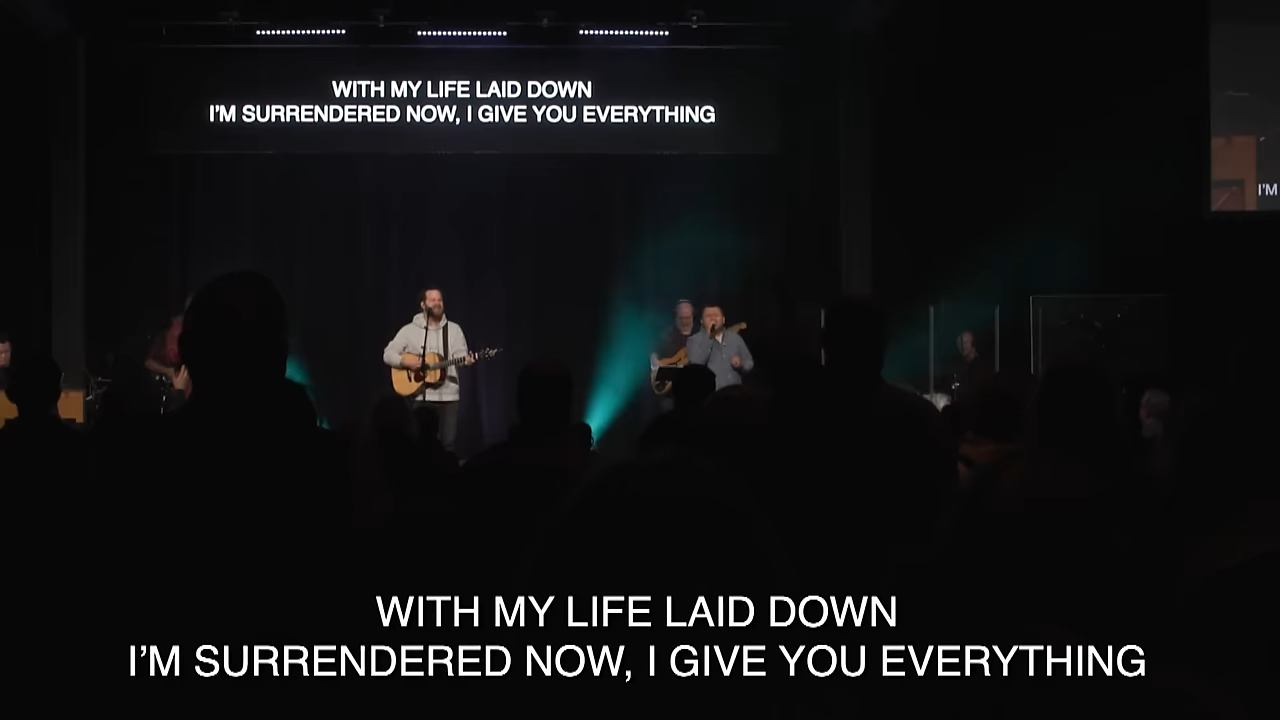 WITH MY LIFE LAID DOWN
I'M SURRENDERED NOW, I GIVE YOU EVERYTHING
I'M
WITH MY LIFE LAID DOWN
I'M SURRENDERED NOW, I GIVE YOU EVERYTHING